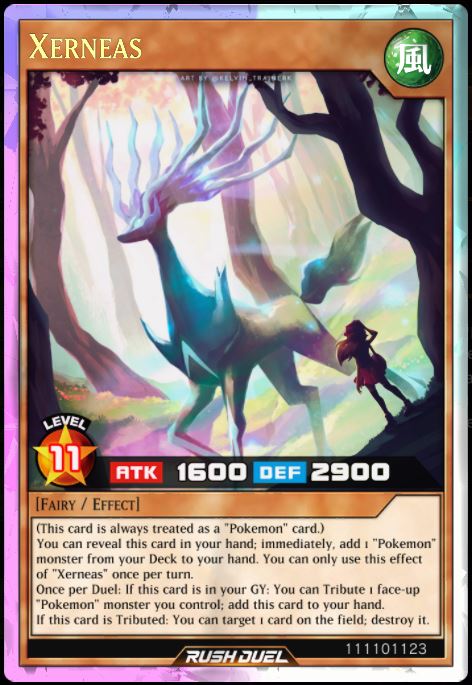 Xerneas
風
ART BY @KELVIN_TRAINERK
LEVEL
11
ATK 1600 DEF 2900
[Fairy / Effect]
(This card is always treated as a "Pokemon" card.)
You can reveal this card in your hand; immediately, add 1 "Pokemon"
monster from your Deck to your hand. You can only use this effect
of "Xerneas" once per turn.
Once per Duel: If this card is in your GY: You can Tribute 1 face-up
"Pokemon" monster you control; add this card to your hand.
If this card is Tributed: You can target 1 card on the field; destroy it.
RUSH DUEL
111101123